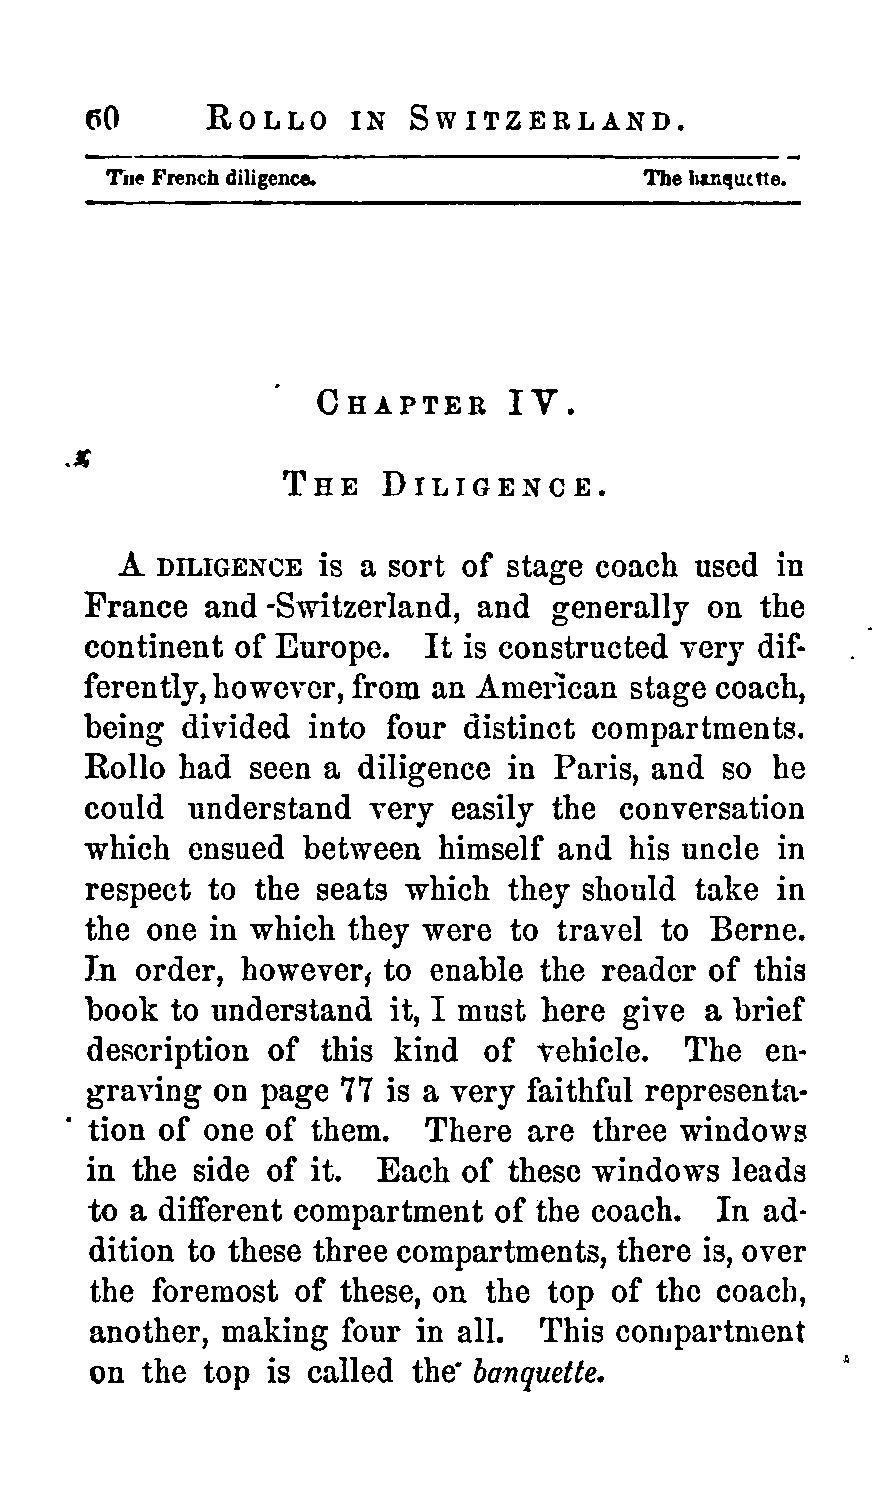 60 ROLLO IN SWITZERLAND.
The French diligence. The banquette.
CHAPTER IV.
THE DILIGENCE.
A DILIGENCE is a sort of stage coach used in
France and Switzerland, and generally on the
continent of Europe. It is constructed very dif-
ferently, however, from an American stage coach,
being divided into four distinct compartments.
Rollo had seen a diligence in Paris, and so he
could understand very easily the conversation
which ensued between himself and his uncle in
respect to the seats which they should take in
the one in which they were to travel to Berne.
In order, however, to enable the reader of this
book to understand it, I must here give a brief
description of this kind of vehicle. The en-
graving on page 77 is a very faithful representa-
tion of one of them. There are three windows
in the side of it. Each of these windows leads
to a different compartment of the coach. In ad-
dition to these three compartments, there is, over
the foremost of these, on the top of the coach,
another, making four in all. This compartment
on the top is called the banquette.